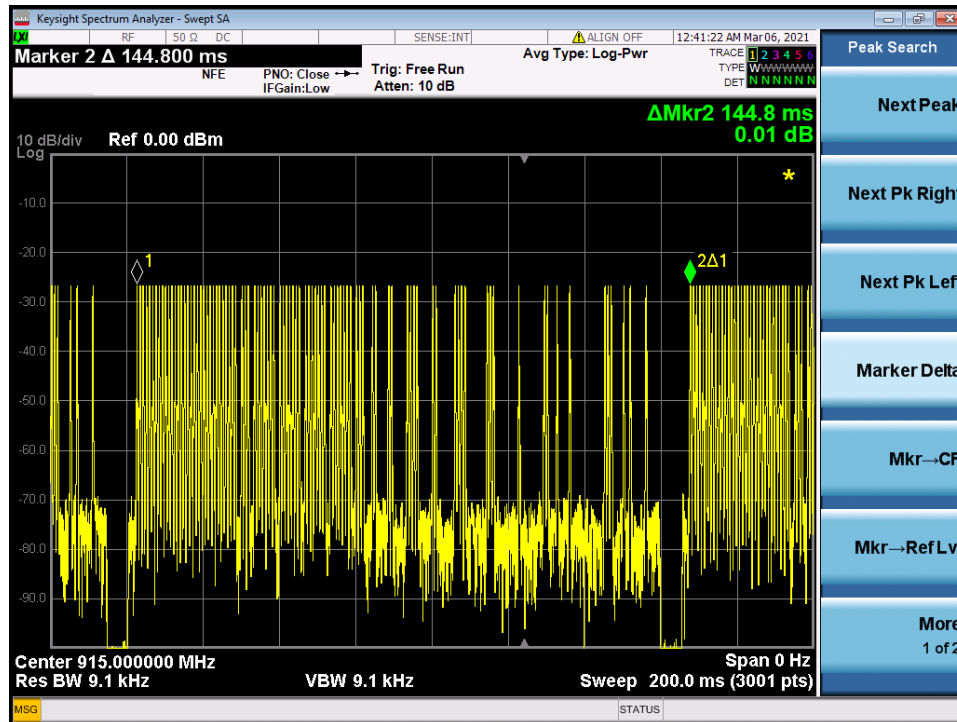 Keysight Spectrum Analyzer - Swept SA
LXI RF 50 Ω DC SENSE:INT ALIGN OFF 12:41:22 AM Mar 06, 2021
Marker 2 Δ 144.800 ms
NFE
PNO: Close
IFGain:Low
Trig: Free Run
Atten: 10 dB
Avg Type: Log-Pwr
TRACE 1 2 3 4 5 6
TYPE WWWWWW
DET N N N N N N
ΔMkr2 144.8 ms
0.01 dB
10 dB/div
Log
Ref 0.00 dBm
-10.0
-20.0
-30.0
-40.0
-50.0
-60.0
-70.0
-80.0
-90.0
*
1
2Δ1
Center 915.000000 MHz
Res BW 9.1 kHz
VBW 9.1 kHz
Span 0 Hz
Sweep 200.0 ms (3001 pts)
MSG
STATUS
Peak Search
Next Peak
Next Pk Right
Next Pk Left
Marker Delta
Mkr→CF
Mkr→Ref Lv
More
1 of 2